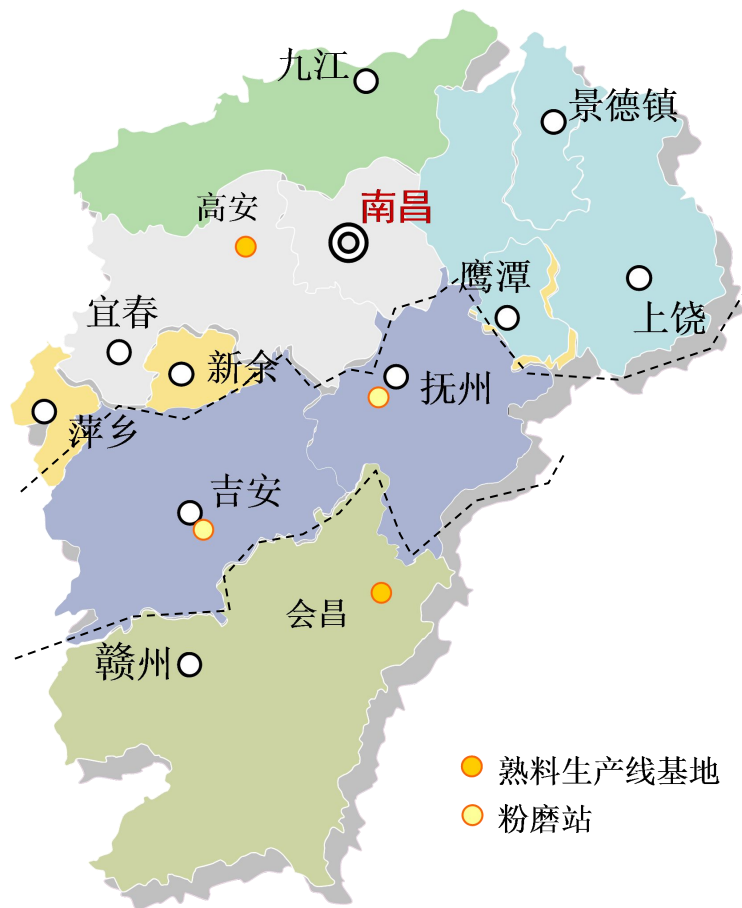 九江
景德镇
高安
南昌
鹰潭
宜春
上饶
新余
抚州
萍乡
吉安
会昌
赣州
熟料生产线基地
粉磨站